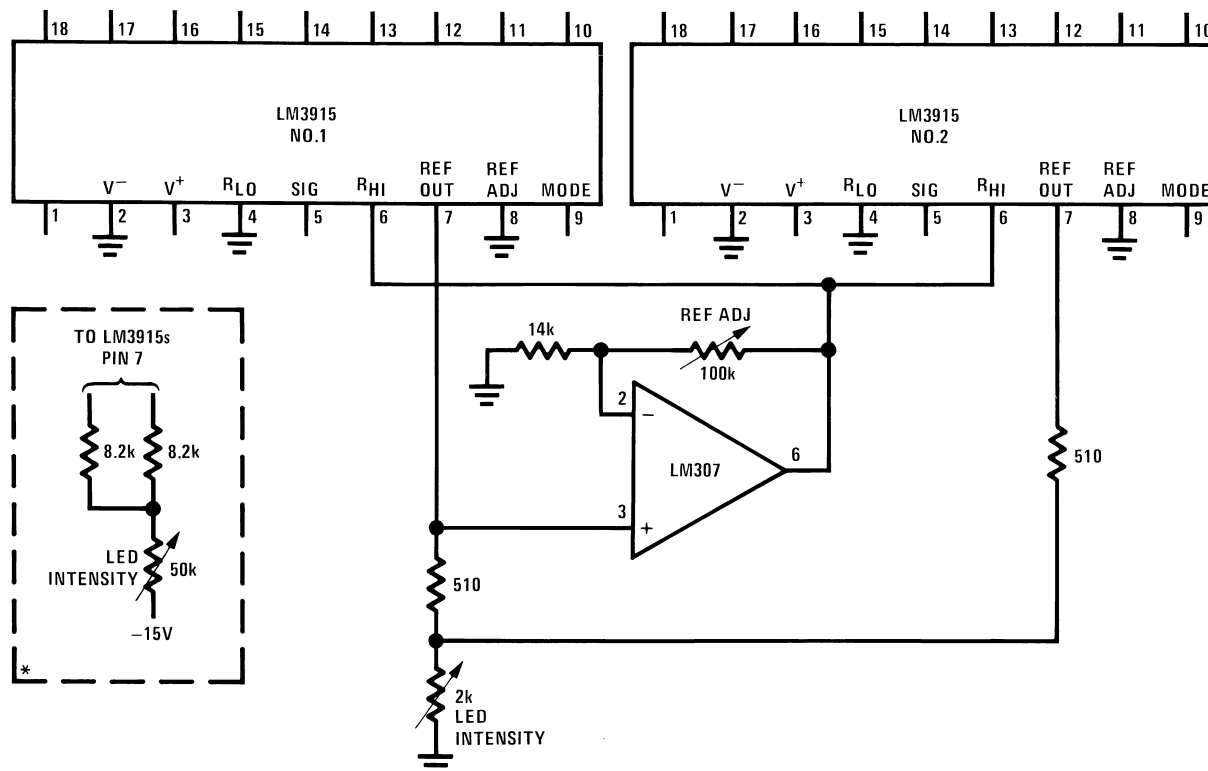 18 17 16 15 14 13 12 11 10
18 17 16 15 14 13 12 11 10
LM3915
NO.1
LM3915
NO.2
V− V+ RLO SIG RHI REF OUT REF ADJ MODE
V− V+ RLO SIG RHI REF OUT REF ADJ MODE
1 2 3 4 5 6 7 8 9
1 2 3 4 5 6 7 8 9
TO LM3915s
PIN 7
8.2k 8.2k
LED
INTENSITY
50k
−15V
*
14k
REF ADJ
100k
2
−
LM307
6
3
+
510
510
2k
LED
INTENSITY